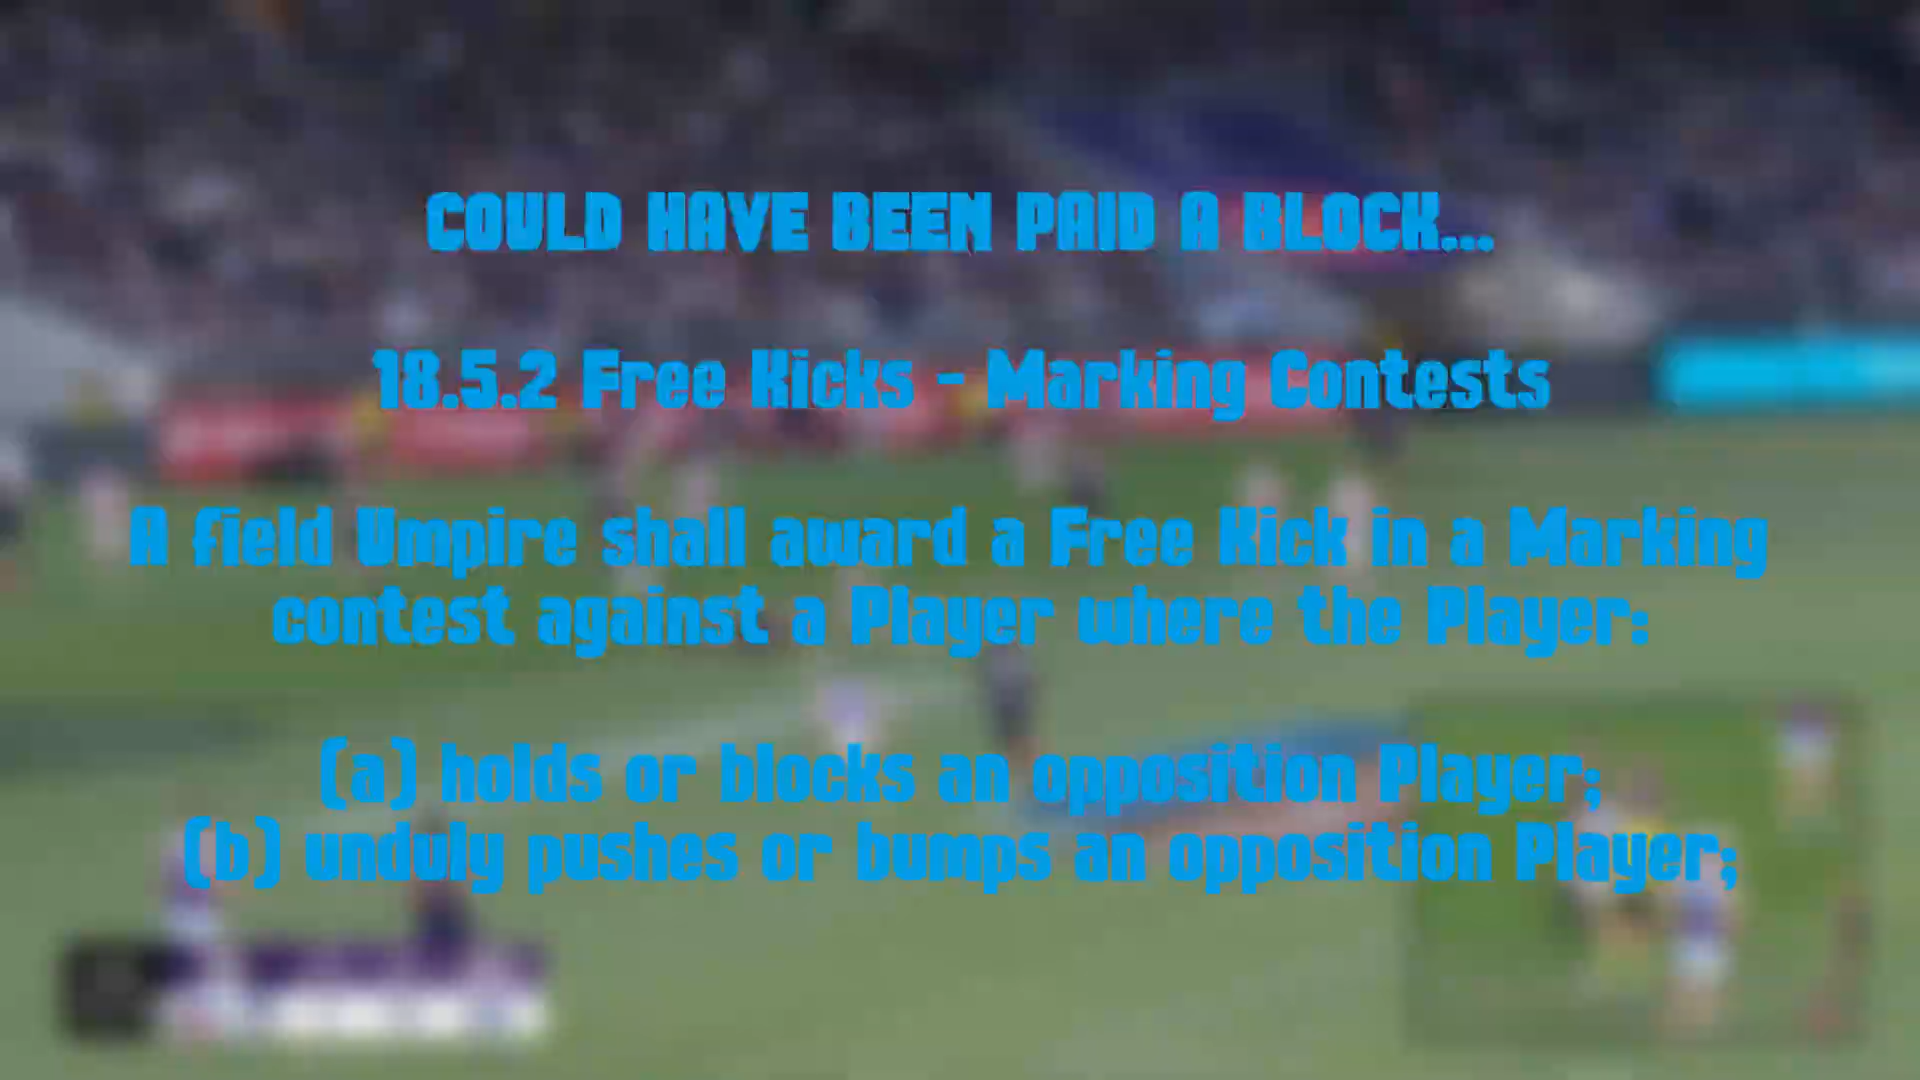 COULD HAVE BEEN PAID A BLOCK...
18.5.2 Free Kicks - Marking Contests
A field Umpire shall award a Free Kick in a Marking
contest against a Player where the Player:
(a) holds or blocks an opposition Player;
(b) unduly pushes or bumps an opposition Player;